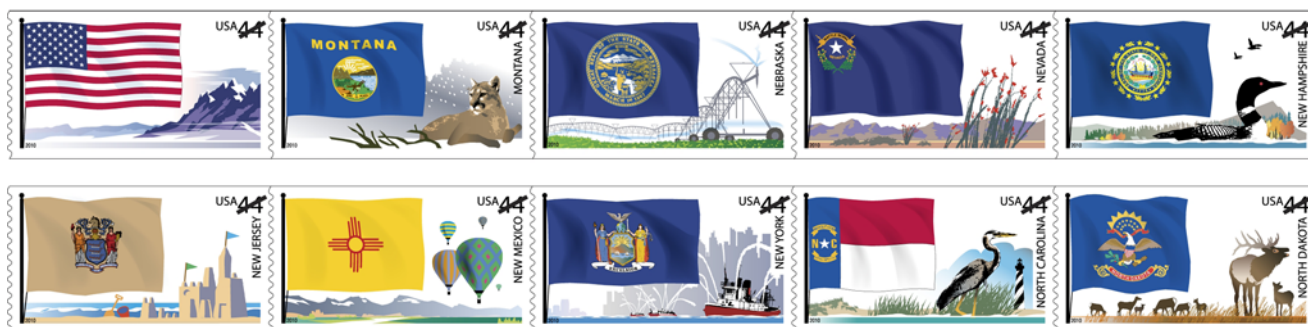 USA 44
2010
MONTANA
USA 44
MONTANA
2010
USA 44
NEBRASKA
2010
USA 44
NEVADA
2010
USA 44
NEW HAMPSHIRE
2010
USA 44
NEW JERSEY
2010
USA 44
NEW MEXICO
2010
USA 44
NEW YORK
2010
N C
USA 44
NORTH CAROLINA
2010
USA 44
NORTH DAKOTA
2010